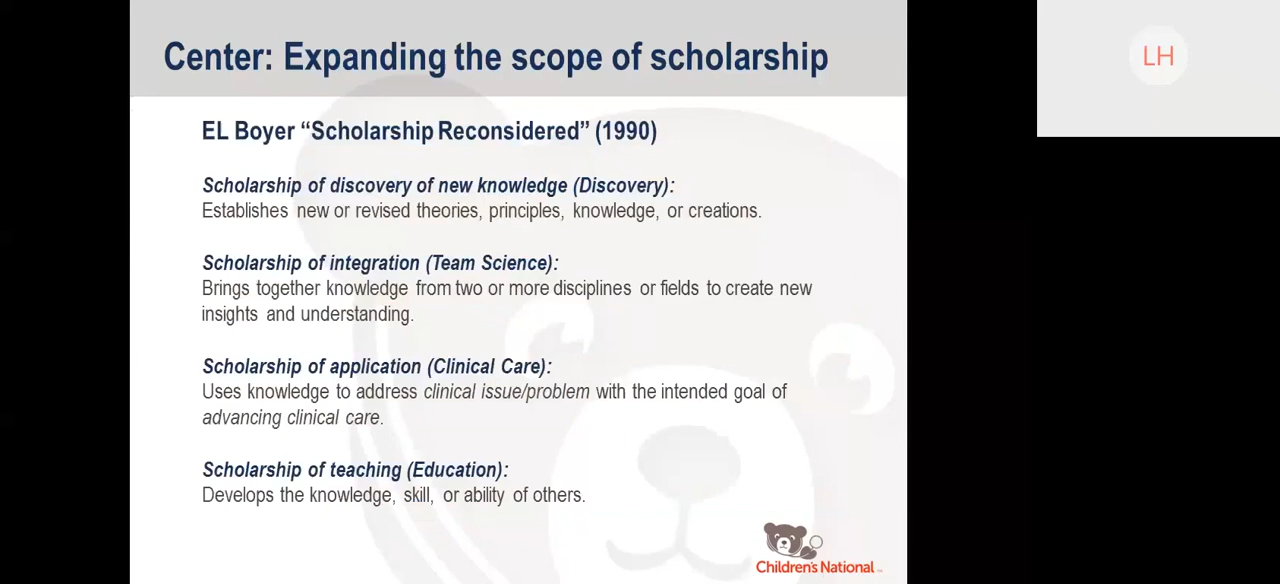 Center: Expanding the scope of scholarship
LH
EL Boyer “Scholarship Reconsidered” (1990)
Scholarship of discovery of new knowledge (Discovery):
Establishes new or revised theories, principles, knowledge, or creations.
Scholarship of integration (Team Science):
Brings together knowledge from two or more disciplines or fields to create new
insights and understanding.
Scholarship of application (Clinical Care):
Uses knowledge to address clinical issue/problem with the intended goal of
advancing clinical care.
Scholarship of teaching (Education):
Develops the knowledge, skill, or ability of others.
Children's National